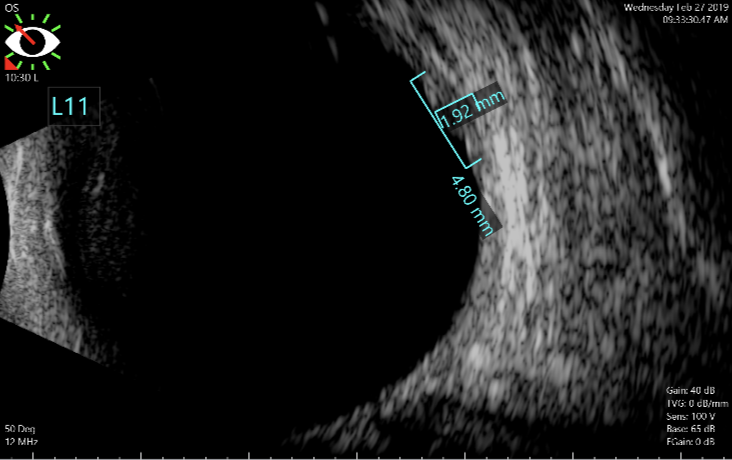 OS
Wednesday Feb 27 2019
09:33:30.47 AM
10:30 L
L11
1.92 mm
4.80 mm
Gain: 40 dB
TVG: 0 dB/mm
Sens: 100 V
Base: 65 dB
FGain: 0 dB
50 Deg
12 MHz